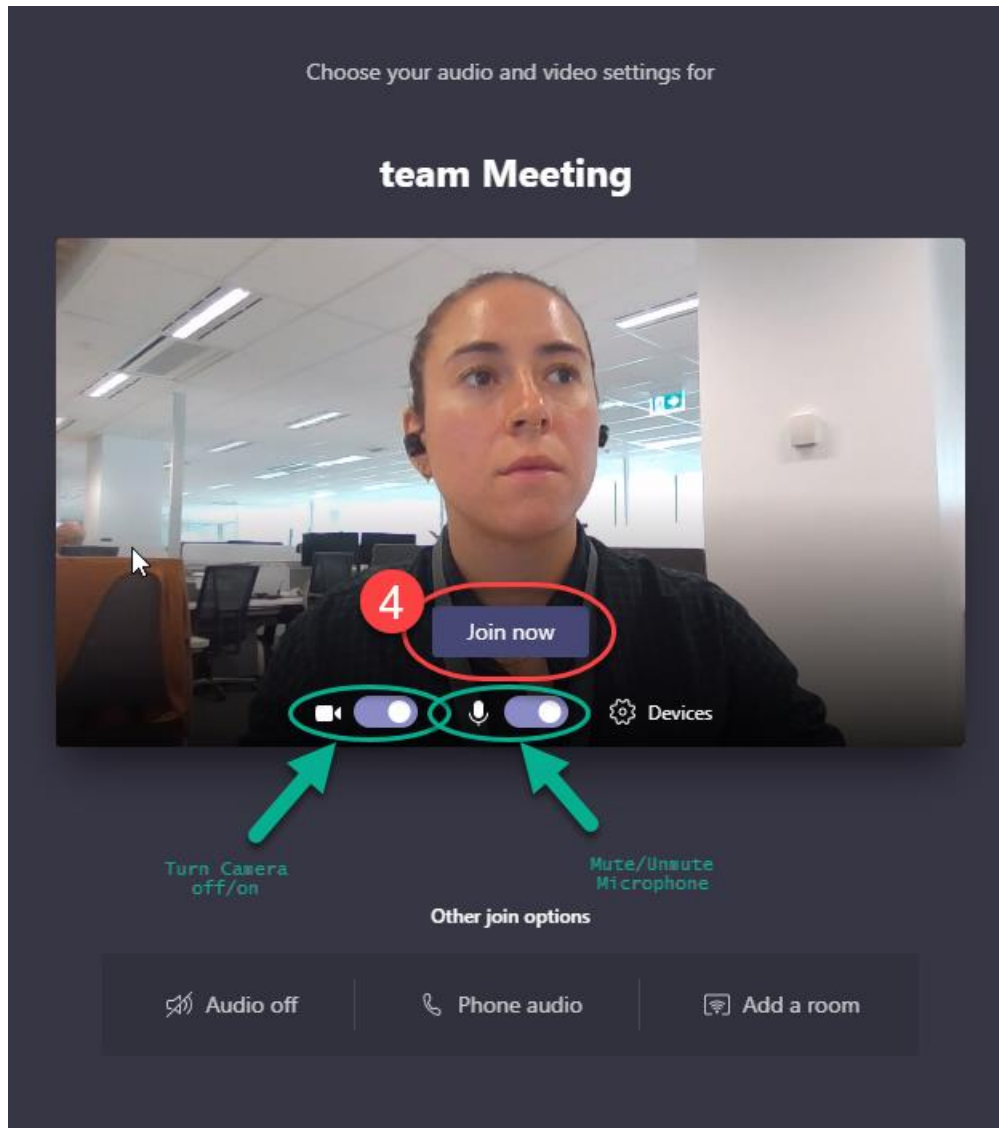 Choose your audio and video settings for
team Meeting
4
Join now
Devices
Turn Camera
off/on
Mute/Unmute
Microphone
Other join options
Audio off
Phone audio
Add a room